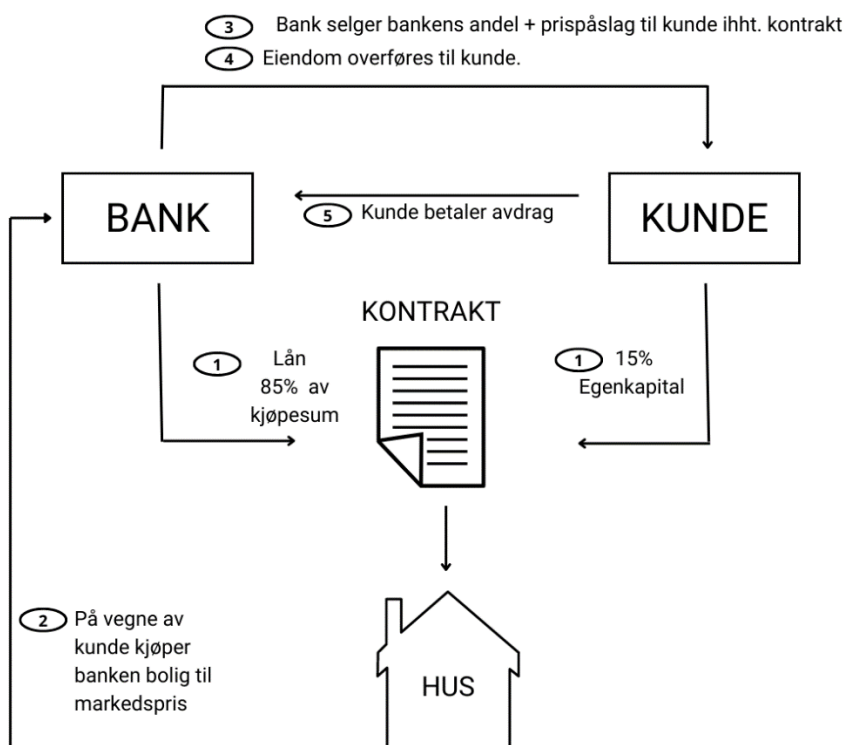 3 Bank selger bankens andel + prispåslag til kunde ihht. kontrakt
4 Eiendom overføres til kunde.
BANK
5 Kunde betaler avdrag
KUNDE
KONTRAKT
1 Lån
85% av
kjøpesum
1 15%
Egenkapital
2 På vegne av
kunde kjøper
banken bolig til
markedspris
HUS